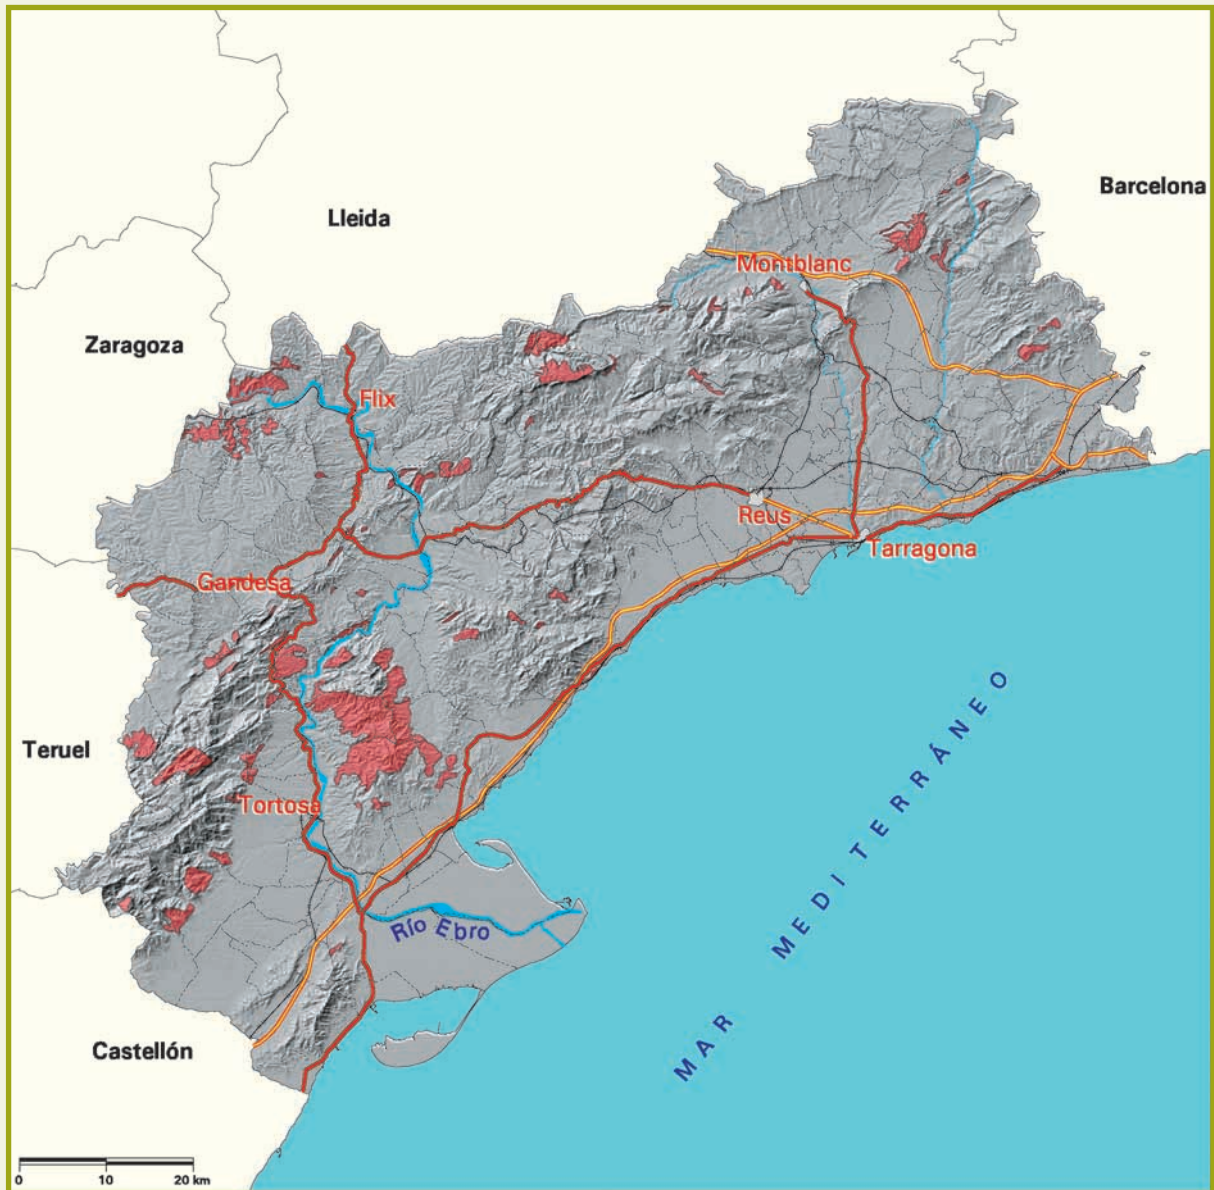 Barcelona
Lleida
Montblanc
Zaragoza
Flix
Reus
Tarragona
Gandesa
Teruel
Tortosa
MAR MEDITERRÁNEO
Río Ebro
Castellón
0 10 20 km